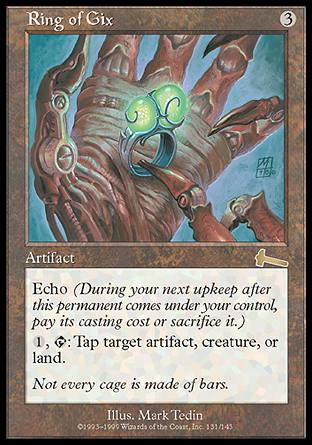 Ring of Gix 3
Artifact
Echo (During your next upkeep after
this permanent comes under your control,
pay its casting cost or sacrifice it.)
1, : Tap target artifact, creature, or
land.
Not every cage is made of bars.
Illus. Mark Tedin
©1993–1999 Wizards of the Coast, Inc. 131/143